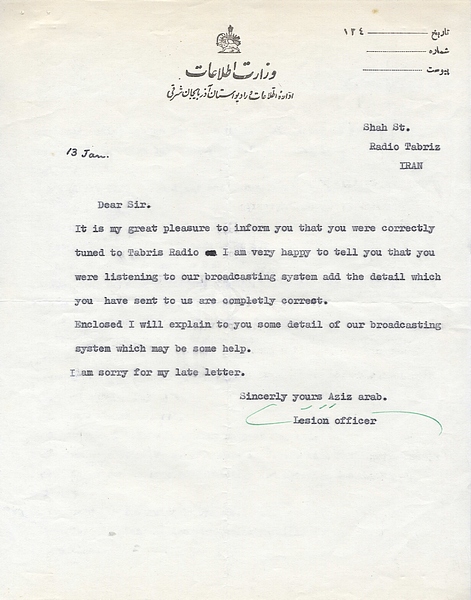 تاریخ ۱۳۴
شماره
پیوست
وزارت اطلاعات
اداره اطلاعات و رادیو استان آذربایجان شرقی
Shah St.
Radio Tabriz
IRAN
13 Jan.
Dear Sir.
It is my great pleasure to inform you that you were correctly
tuned to Tabris Radio I am very happy to tell you that you
were listening to our broadcasting system add the detail which
you have sent to us are completly correct.
Enclosed I will explain to you some detail of our broadcasting
system which may be some help.
I am sorry for my late letter.
Sincerly yours Aziz arab.
Lesion officer